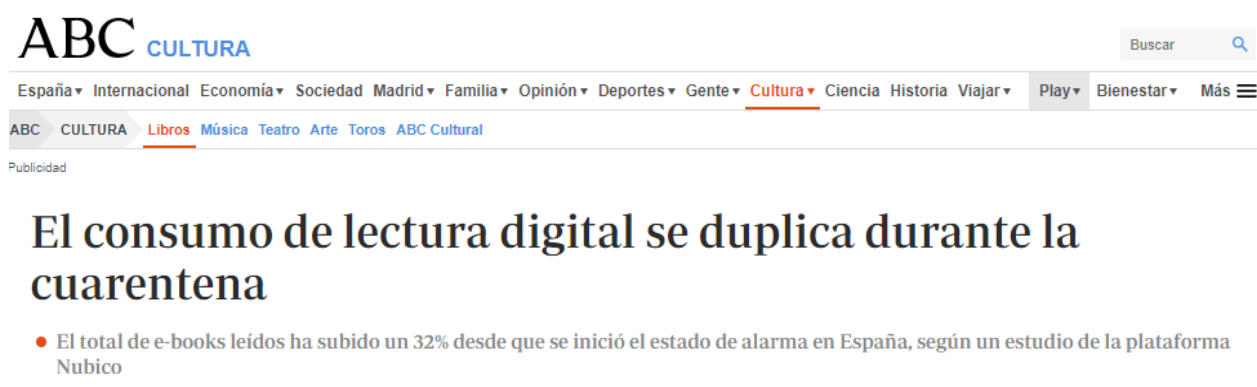 ABC CULTURA
Buscar
España Internacional Economía Sociedad Madrid Familia Opinión Deportes Gente Cultura Ciencia Historia Viajar Play Bienestar Más
ABC CULTURA Libros Música Teatro Arte Toros ABC Cultural
Publicidad
El consumo de lectura digital se duplica durante la
cuarentena
El total de e-books leídos ha subido un 32% desde que se inició el estado de alarma en España, según un estudio de la plataforma
Nubico